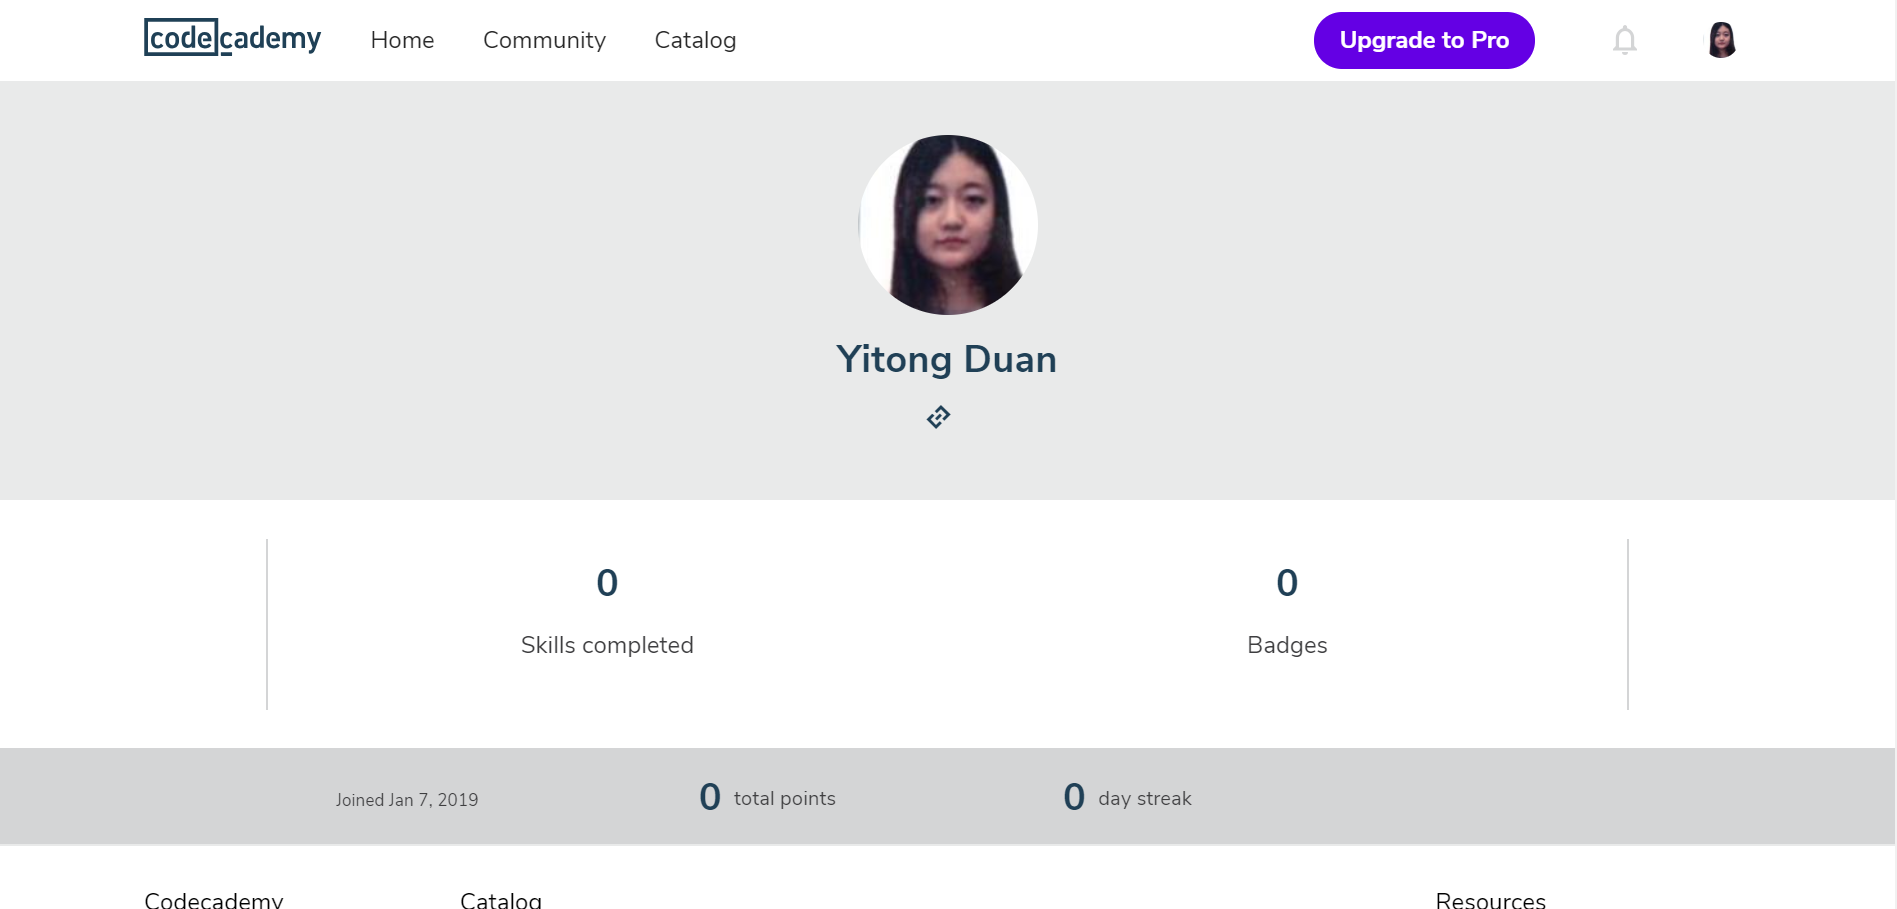 codecademy Home Community Catalog Upgrade to Pro
Yitong Duan
0 0
Skills completed Badges
Joined Jan 7, 2019 0 total points 0 day streak
Codecademy Catalog Resources